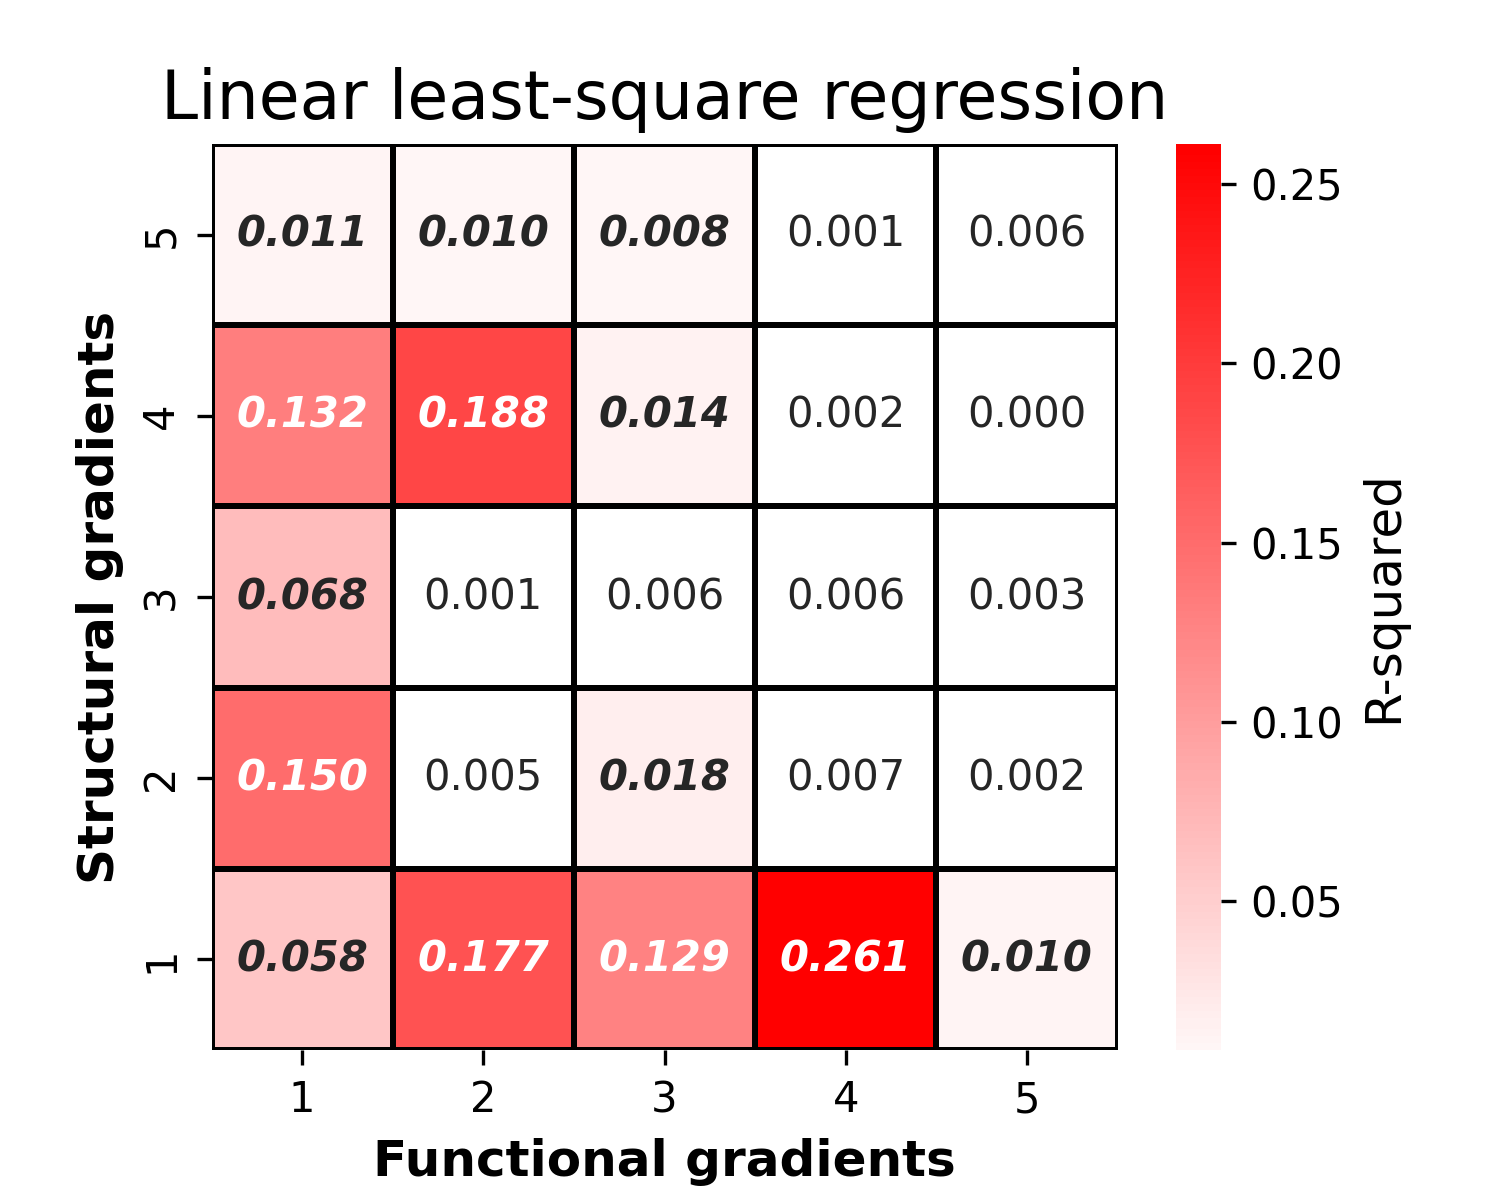 Linear least-square regression
Structural gradients
5 0.011 0.010 0.008 0.001 0.006
4 0.132 0.188 0.014 0.002 0.000
3 0.068 0.001 0.006 0.006 0.003
2 0.150 0.005 0.018 0.007 0.002
1 0.058 0.177 0.129 0.261 0.010
1 2 3 4 5
Functional gradients
0.25
0.20
0.15
0.10
0.05
R-squared